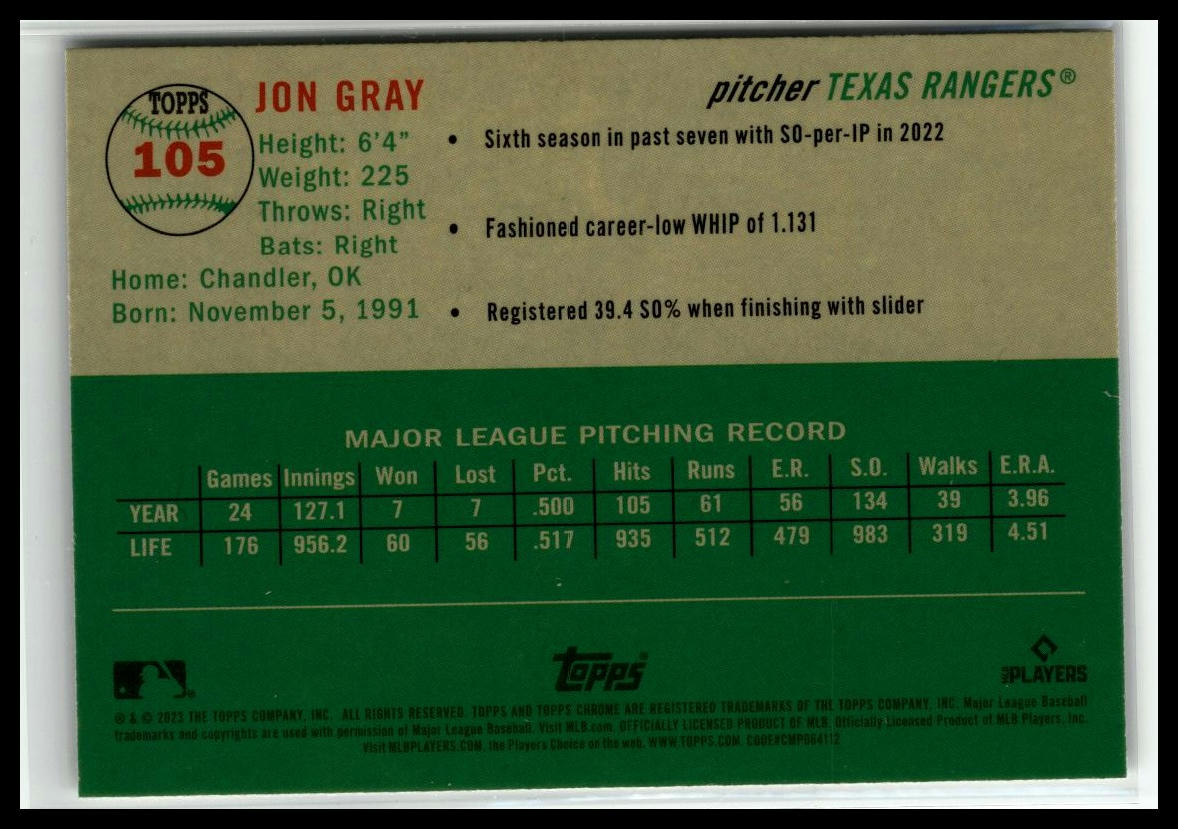 TOPPS
105
JON GRAY
pitcher TEXAS RANGERS®
Height: 6'4"
Weight: 225
Throws: Right
Bats: Right
Home: Chandler, OK
Born: November 5, 1991
• Sixth season in past seven with SO-per-IP in 2022
• Fashioned career-low WHIP of 1.131
• Registered 39.4 SO% when finishing with slider
MAJOR LEAGUE PITCHING RECORD
Games Innings Won Lost Pct. Hits Runs E.R. S.O. Walks E.R.A.
YEAR 24 127.1 7 7 .500 105 61 56 134 39 3.96
LIFE 176 956.2 60 56 .517 935 512 479 983 319 4.51
topps
MLB PLAYERS
® & © 2023 THE TOPPS COMPANY, INC. ALL RIGHTS RESERVED. TOPPS AND TOPPS CHROME ARE REGISTERED TRADEMARKS OF THE TOPPS COMPANY, INC. Major League Baseball
trademarks and copyrights are used with permission of Major League Baseball. Visit MLB.com. OFFICIALLY LICENSED PRODUCT OF MLB. Officially Licensed Product of MLB Players, Inc.
Visit MLBPLAYERS.COM, the Players Choice on the web. WWW.TOPPS.COM. CODE#CMP064112